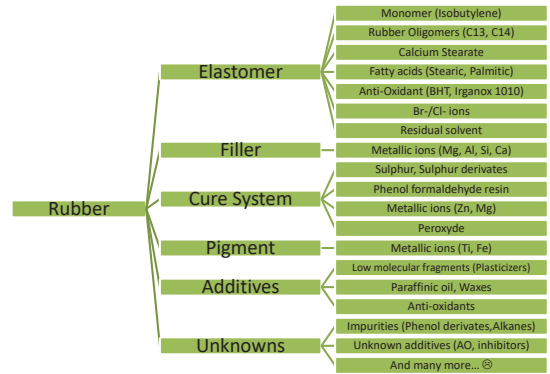 Rubber
Elastomer
Monomer (Isobutylene)
Rubber Oligomers (C13, C14)
Calcium Stearate
Fatty acids (Stearic, Palmitic)
Anti-Oxidant (BHT, Irganox 1010)
Br-/Cl- ions
Residual solvent
Filler
Metallic ions (Mg, Al, Si, Ca)
Cure System
Sulphur, Sulphur derivates
Phenol formaldehyde resin
Metallic ions (Zn, Mg)
Peroxyde
Pigment
Metallic ions (Ti, Fe)
Additives
Low molecular fragments (Plasticizers)
Paraffinic oil, Waxes
Anti-oxidants
Unknowns
Impurities (Phenol derivates,Alkanes)
Unknown additives (AO, inhibitors)
And many more... ☹